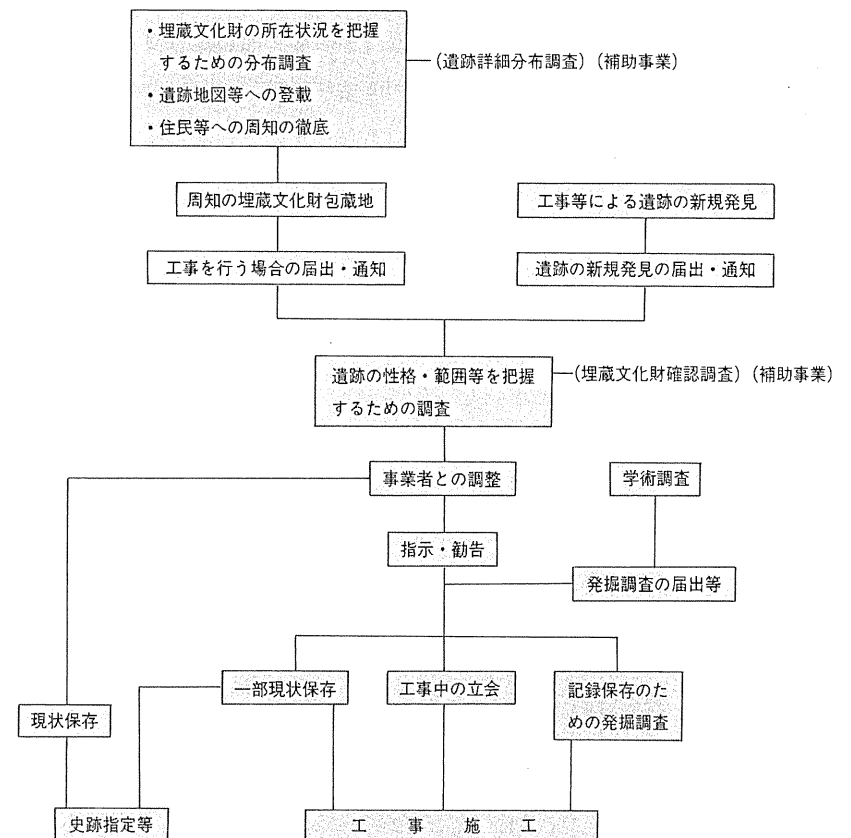 ・埋蔵文化財の所在状況を把握
するための分布調査
・遺跡地図等への登載
・住民等への周知の徹底
(遺跡詳細分布調査)(補助事業)
周知の埋蔵文化財包蔵地
工事等による遺跡の新規発見
工事を行う場合の届出・通知
遺跡の新規発見の届出・通知
遺跡の性格・範囲等を把握
するための調査
(埋蔵文化財確認調査)(補助事業)
事業者との調整
学術調査
指示・勧告
発掘調査の届出等
一部現状保存
工事中の立会
記録保存のた
めの発掘調査
現状保存
史跡指定等
工事施工